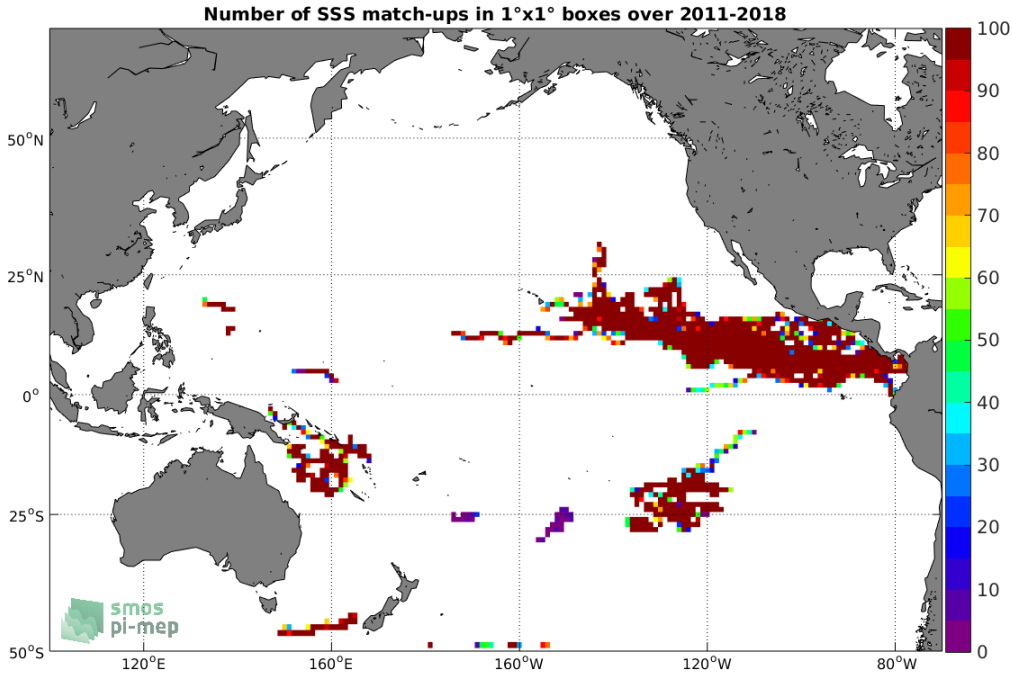 Number of SSS match-ups in 1°x1° boxes over 2011-2018
100
90
80
70
60
50
40
30
20
10
0
50°N
25°N
0°
25°S
50°S
120°E
160°E
160°W
120°W
80°W
smos
pi-mep